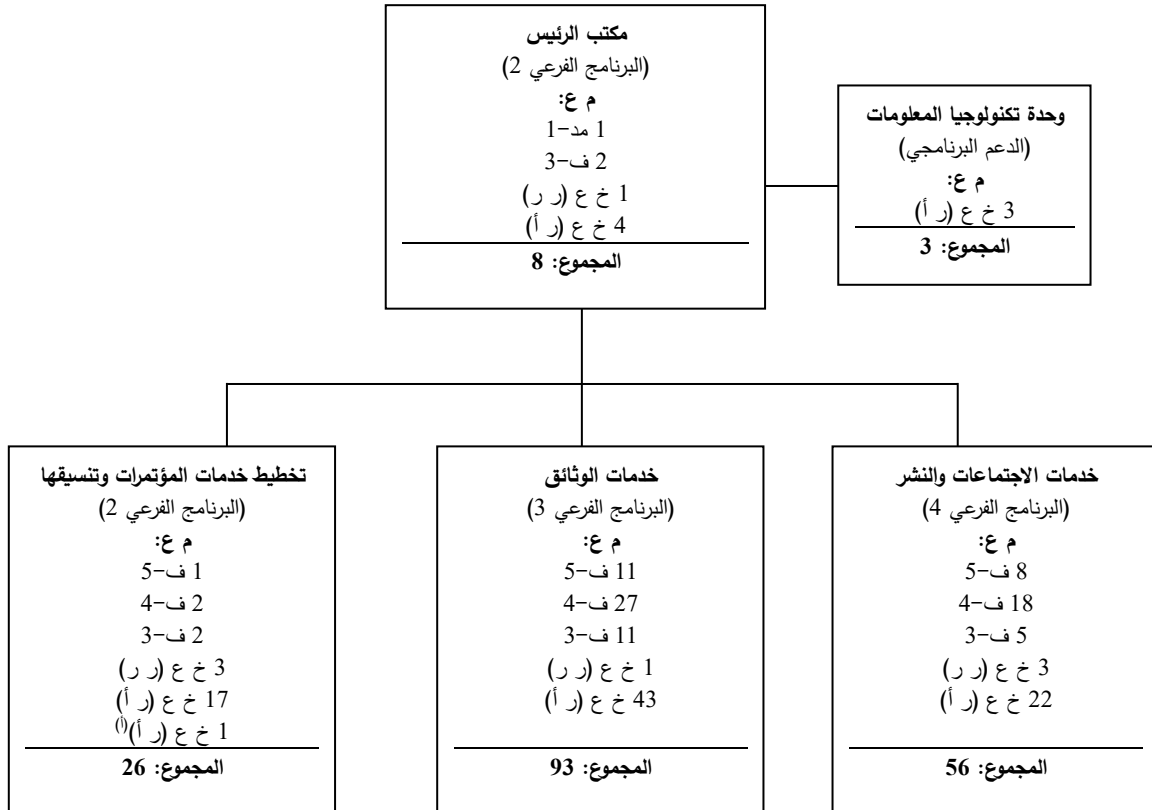 مكتب الرئيس
(البرنامج الفرعي 2)
م ع:
1 مد-1
2 ف-3
1 خ ع (ر ر)
4 خ ع (ر أ)
المجموع: 8
وحدة تكنولوجيا المعلومات
(الدعم البرنامجي)
م ع:
3 خ ع (ر أ)
المجموع: 3
خدمات الاجتماعات والنشر
(البرنامج الفرعي 4)
م ع:
8 ف-5
18 ف-4
5 ف-3
3 خ ع (ر ر)
22 خ ع (ر أ)
المجموع: 56
خدمات الوثائق
(البرنامج الفرعي 3)
م ع:
11 ف-5
27 ف-4
11 ف-3
1 خ ع (ر ر)
43 خ ع (ر أ)
المجموع: 93
تخطيط خدمات المؤتمرات وتنسيقها
(البرنامج الفرعي 2)
م ع:
1 ف-5
2 ف-4
2 ف-3
3 خ ع (ر ر)
17 خ ع (ر أ)
1 خ ع (ر أ)(أ)
المجموع: 26